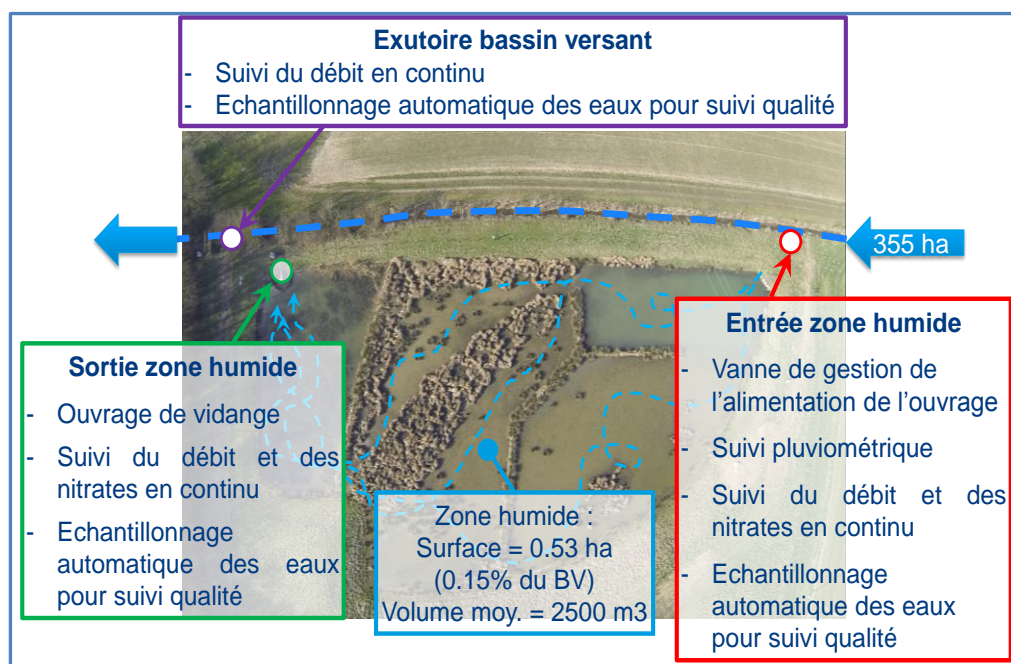 Exutoire bassin versant
- Suivi du débit en continu
- Echantillonnage automatique des eaux pour suivi qualité
355 ha
Sortie zone humide
- Ouvrage de vidange
- Suivi du débit et des
nitrates en continu
- Echantillonnage
automatique des eaux
pour suivi qualité
Zone humide :
Surface = 0.53 ha
(0.15% du BV)
Volume moy. = 2500 m3
Entrée zone humide
- Vanne de gestion de
l'alimentation de l'ouvrage
- Suivi pluviométrique
- Suivi du débit et des
nitrates en continu
- Echantillonnage
automatique des eaux
pour suivi qualité